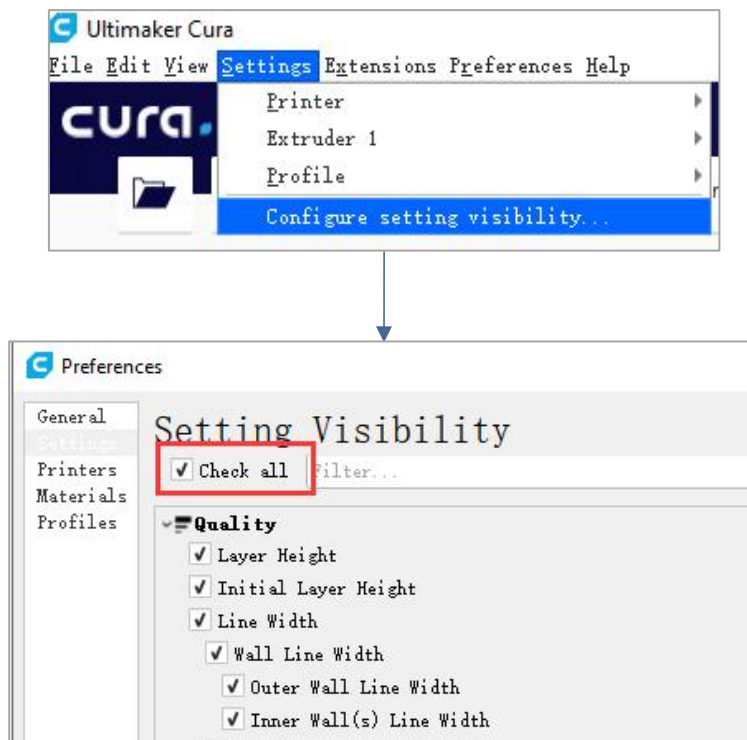 Ultimaker Cura
File Edit View Settings Extensions Preferences Help
cura.
Printer
Extruder 1
Profile
Configure setting visibility...
Preferences
General
Settings
Printers
Materials
Profiles
Setting Visibility
Check all Filter...
Quality
Layer Height
Initial Layer Height
Line Width
Wall Line Width
Outer Wall Line Width
Inner Wall(s) Line Width